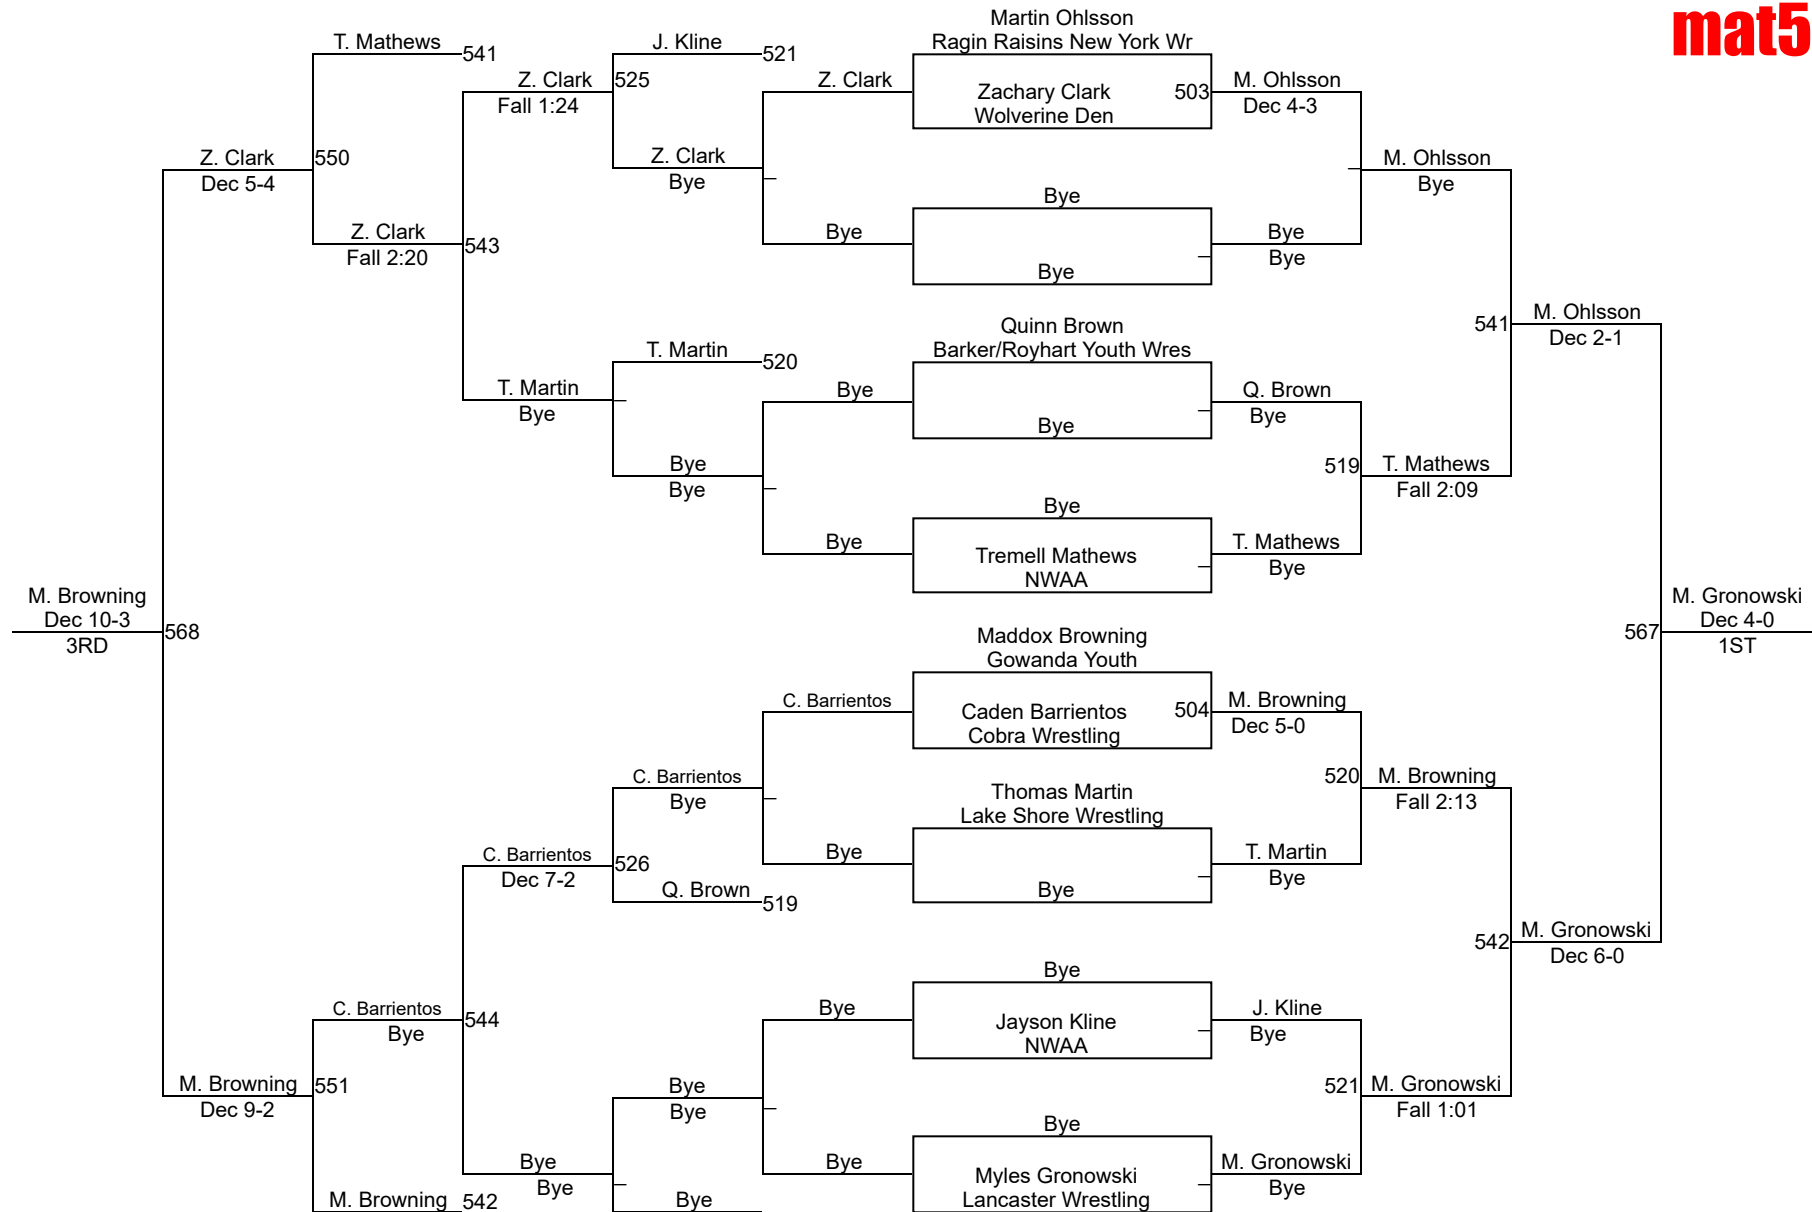 mat5
Martin Ohlsson
Ragin Raisins New York Wr
Zachary Clark
Wolverine Den
503
Bye
Bye
Quinn Brown
Barker/Royhart Youth Wres
Bye
Bye
Tremell Mathews
NWAA
Maddox Browning
Gowanda Youth
Caden Barrientos
Cobra Wrestling
504
Thomas Martin
Lake Shore Wrestling
Bye
Bye
Jayson Kline
NWAA
Bye
Myles Gronowski
Lancaster Wrestling
M. Ohlsson
Dec 4-3
Bye
Bye
Q. Brown
Bye
519
T. Mathews
Bye
M. Browning
Dec 5-0
520
T. Martin
Bye
J. Kline
Bye
521
M. Gronowski
Bye
M. Ohlsson
Bye
541
T. Mathews
Fall 2:09
M. Browning
Fall 2:13
542
M. Gronowski
Fall 1:01
M. Ohlsson
Dec 2-1
567
M. Gronowski
Dec 6-0
M. Gronowski
Dec 4-0
1ST
Z. Clark
Bye
Bye
Bye
C. Barrientos
Bye
Bye
Bye
J. Kline
521
525
Z. Clark
Bye
T. Martin
520
Bye
Bye
C. Barrientos
Bye
526
Q. Brown
519
Bye
Bye
Bye
Z. Clark
Fall 1:24
543
T. Martin
Bye
C. Barrientos
Dec 7-2
544
Bye
Bye
T. Mathews
541
550
Z. Clark
Fall 2:20
C. Barrientos
Bye
551
M. Browning
542
Z. Clark
Dec 5-4
568
M. Browning
Dec 9-2
M. Browning
Dec 10-3
3RD